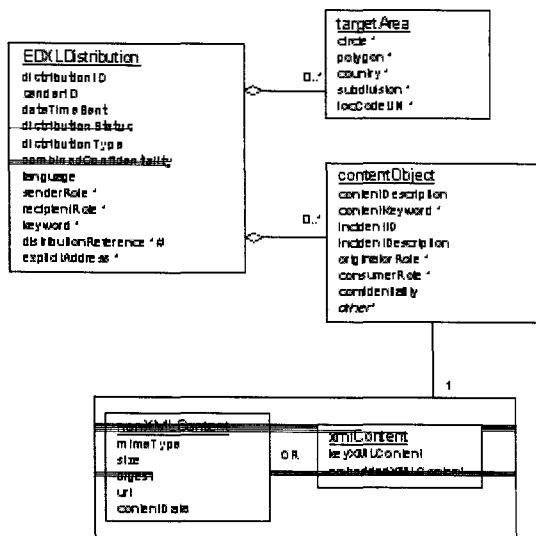 EDXLDistribution
distributionID
senderID
dateTimeSent
distributionStatus
distributionType
combinedConfidentiality
language
senderRole *
recipientRole *
keyword *
distributionReference * #
explicitAddress *
targetArea
circle *
polygon *
country *
subdivision *
locCodeUN *
0..*
contentObject
contentDescription
contentKeyword *
incidentID
incidentDescription
originatorRole *
consumerRole *
confidentiality
other*
0..*
1
nonXMLContent
mimeType
size
digest
uri
contentData
OR
xmlContent
keyXMLContent
embeddedXMLContent